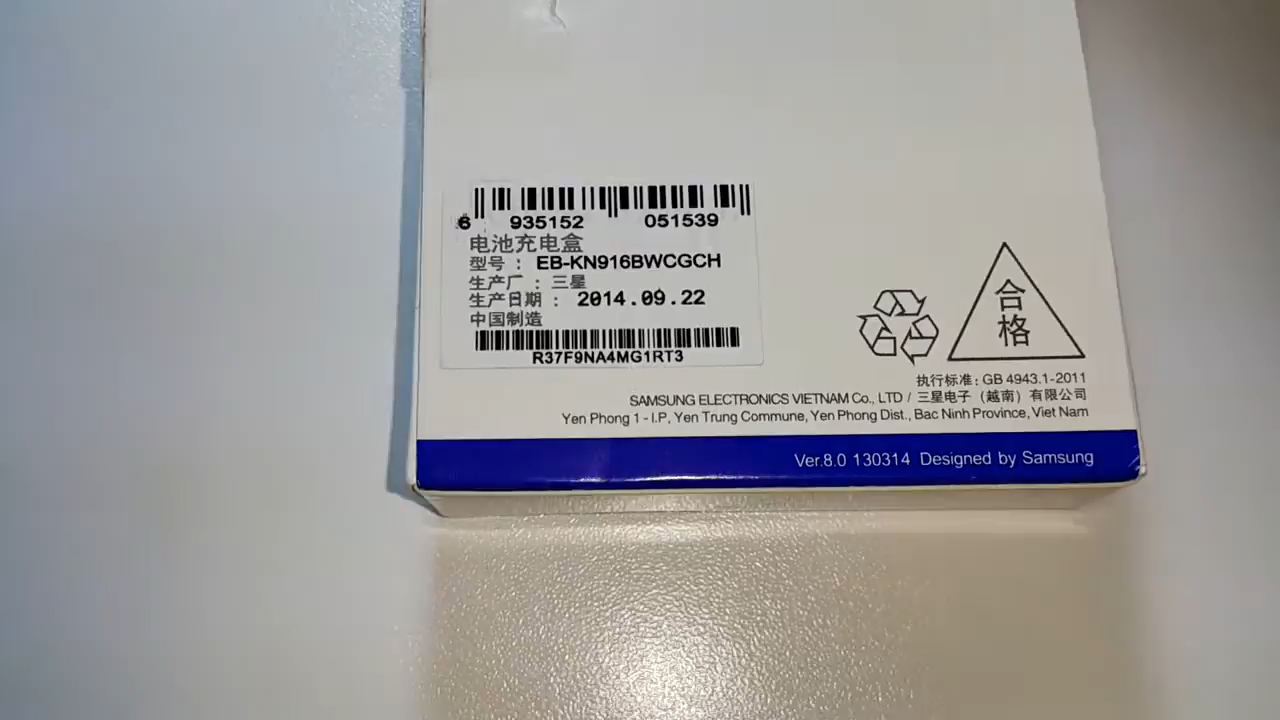 6 935152 051539
电池充电盒
型号 : EB-KN916BWCGCH
生产厂 : 三星
生产日期 : 2014.09.22
中国制造
R37F9NA4MG1RT3
合格
执行标准: GB 4943.1-2011
SAMSUNG ELECTRONICS VIETNAM Co., LTD / 三星电子 (越南) 有限公司
Yen Phong 1 - I.P, Yen Trung Commune, Yen Phong Dist., Bac Ninh Province, Viet Nam
Ver.8.0 130314 Designed by Samsung